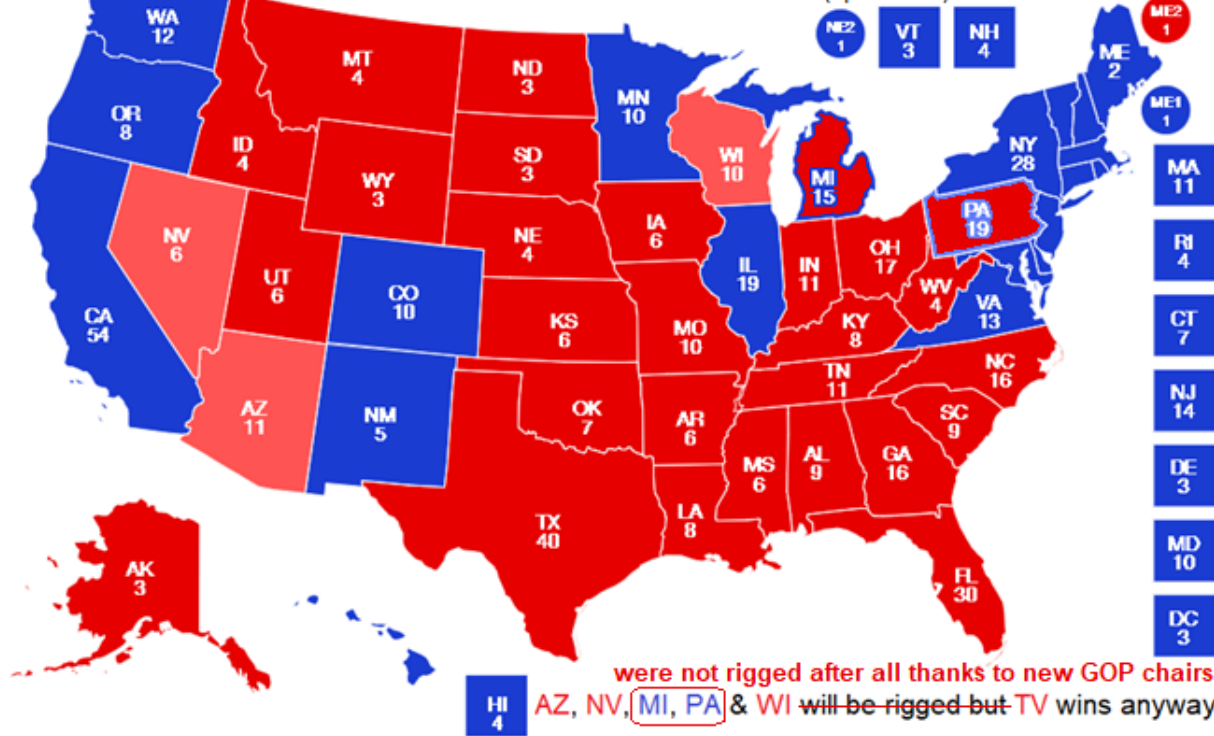 WA
12
NE2
1
VT
3
NH
4
ME2
1
MT
4
ND
3
ME
2
MN
10
OR
8
ME1
1
ID
4
SD
3
WI
10
NY
28
MA
11
WY
3
MI
15
PA
19
NV
6
NE
4
IA
6
OH
17
RI
4
UT
6
CO
10
IL
19
IN
11
WV
4
VA
13
CA
54
KS
6
MO
10
KY
8
CT
7
NC
16
TN
11
AZ
11
NM
5
OK
7
AR
6
SC
9
NJ
14
MS
6
AL
9
GA
16
DE
3
TX
40
LA
8
AK
3
FL
30
MD
10
DC
3
were not rigged after all thanks to new GOP chairs
HI
4
AZ, NV, MI, PA & WI will be rigged but TV wins anyway